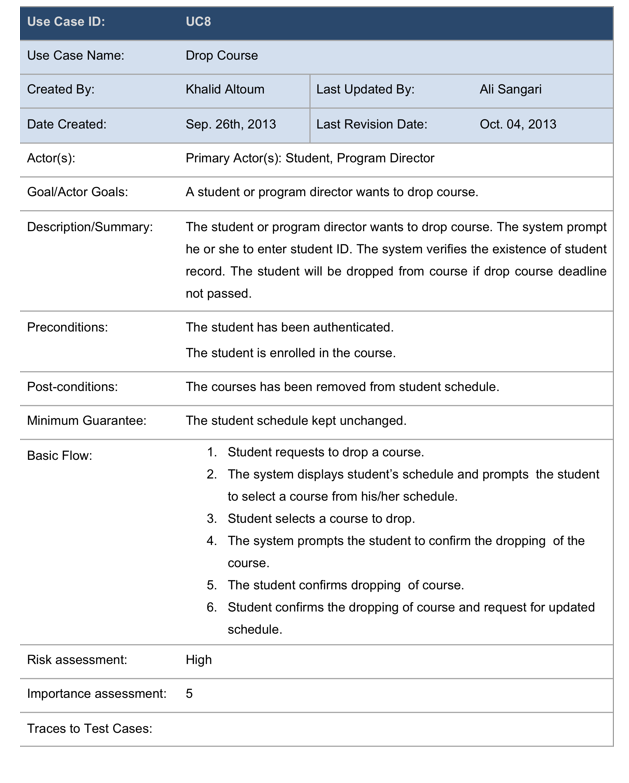 Use Case ID: UC8
Use Case Name: Drop Course
Created By: Khalid Altoum Last Updated By: Ali Sangari
Date Created: Sep. 26th, 2013 Last Revision Date: Oct. 04, 2013
Actor(s): Primary Actor(s): Student, Program Director
Goal/Actor Goals: A student or program director wants to drop course.
Description/Summary: The student or program director wants to drop course. The system prompt
he or she to enter student ID. The system verifies the existence of student
record. The student will be dropped from course if drop course deadline
not passed.
Preconditions: The student has been authenticated.
The student is enrolled in the course.
Post-conditions: The courses has been removed from student schedule.
Minimum Guarantee: The student schedule kept unchanged.
Basic Flow: 1. Student requests to drop a course.
2. The system displays student’s schedule and prompts the student
to select a course from his/her schedule.
3. Student selects a course to drop.
4. The system prompts the student to confirm the dropping of the
course.
5. The student confirms dropping of course.
6. Student confirms the dropping of course and request for updated
schedule.
Risk assessment: High
Importance assessment: 5
Traces to Test Cases: